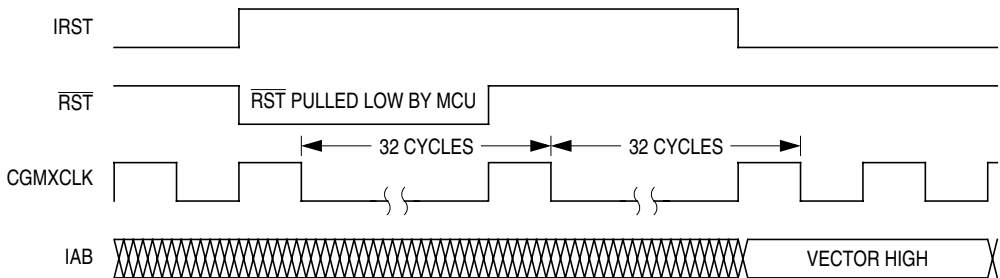 IRST
RST
RST PULLED LOW BY MCU
32 CYCLES
32 CYCLES
CGMXCLK
IAB
VECTOR HIGH